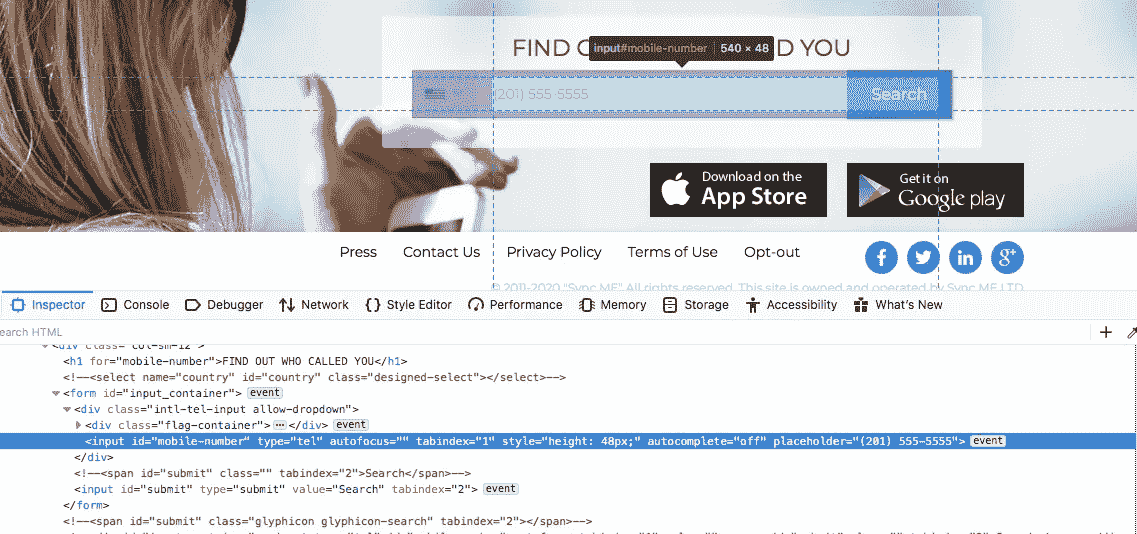 FIND O
D YOU
input#mobile-number | 540 × 48
(201) 555-5555
Search
Download on the
App Store
Get it on
Google play
Press Contact Us Privacy Policy Terms of Use Opt-out
© 2011-2020 "Sync.ME" All rights reserved. This site is owned and operated by Sync.ME LTD
Inspector Console Debugger Network Style Editor Performance Memory Storage Accessibility What's New
earch HTML
<div class="col-sm-12">
<h1 for="mobile-number">FIND OUT WHO CALLED YOU</h1>
<!--<select name="country" id="country" class="designed-select"></select>-->
<form id="input_container"> event
<div class="intl-tel-input allow-dropdown">
<div class="flag-container"> ⋯ </div> event
<input id="mobile-number" type="tel" autofocus="" tabindex="1" style="height: 48px;" autocomplete="off" placeholder="(201) 555-5555"> event
</div>
<!--<span id="submit" class="" tabindex="2">Search</span>-->
<input id="submit" type="submit" value="Search" tabindex="2"> event
</form>
<!--<span id="submit" class="glyphicon glyphicon-search" tabindex="2"></span>-->